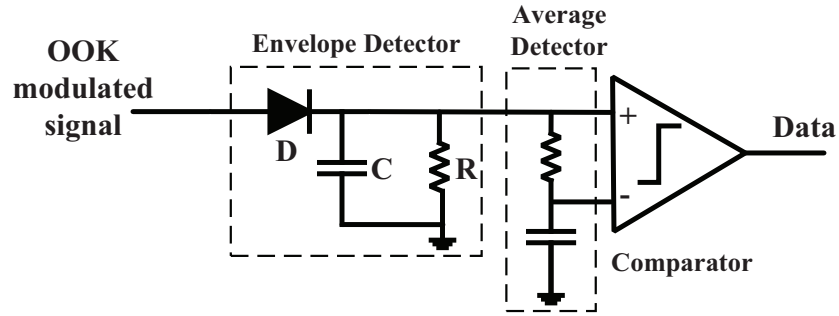 OOK
modulated
signal
Envelope Detector
D
C
R
Average
Detector
+
-
Comparator
Data